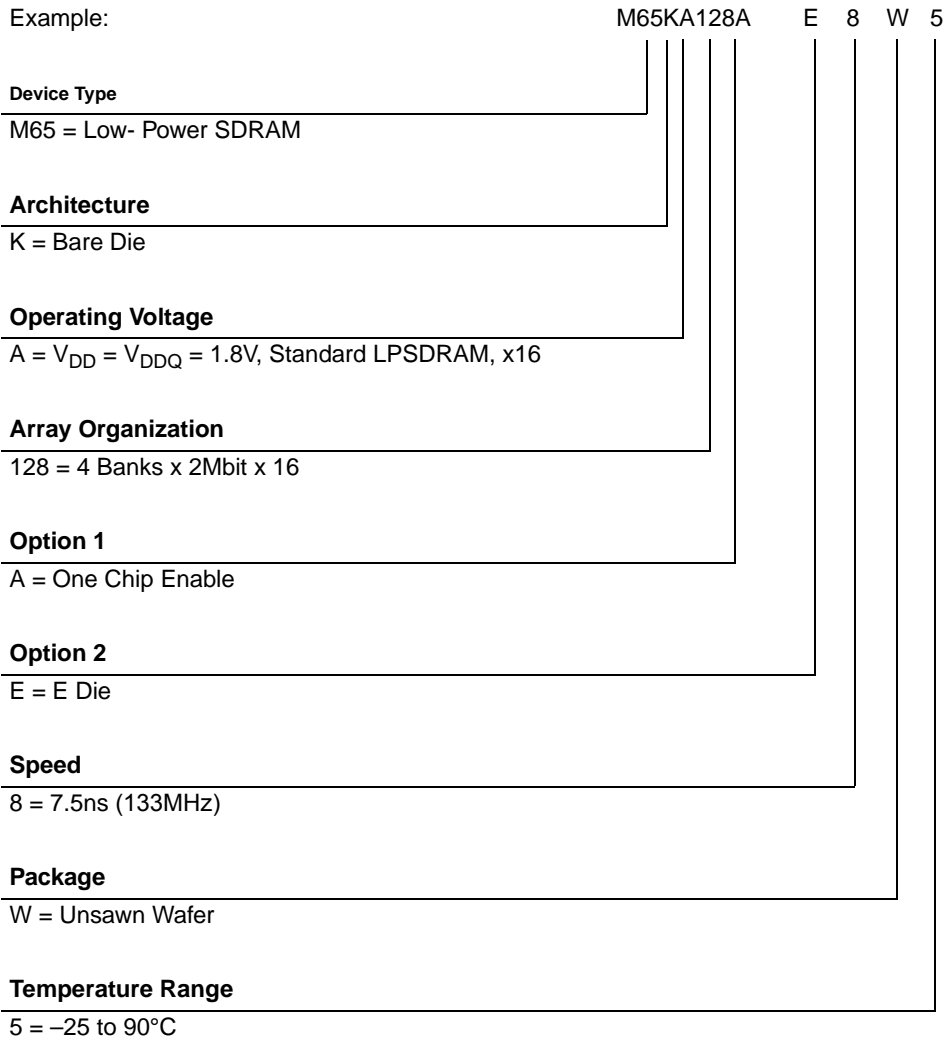 Example: M65KA128A E 8 W 5
Device Type
M65 = Low- Power SDRAM
Architecture
K = Bare Die
Operating Voltage
A = VDD = VDDQ = 1.8V, Standard LPSDRAM, x16
Array Organization
128 = 4 Banks x 2Mbit x 16
Option 1
A = One Chip Enable
Option 2
E = E Die
Speed
8 = 7.5ns (133MHz)
Package
W = Unsawn Wafer
Temperature Range
5 = –25 to 90°C